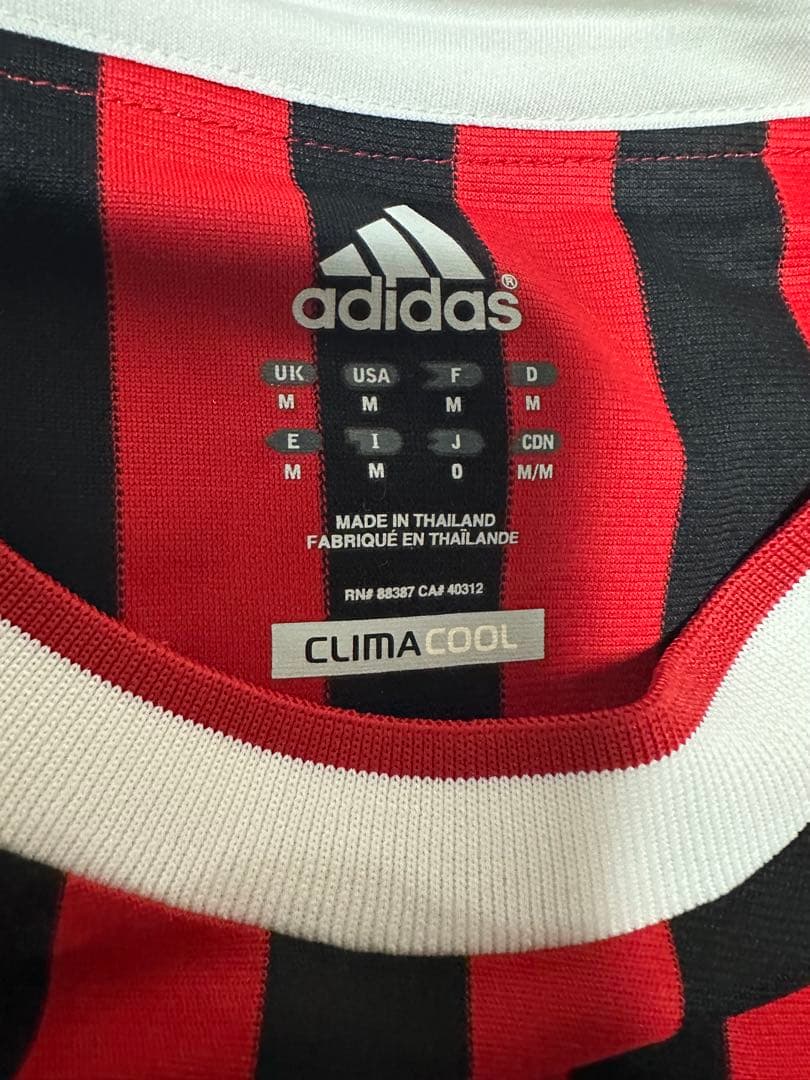 adidas®
UK USA F D
M M M M
E I J CDN
M M O M/M
MADE IN THAILAND
FABRIQUÉ EN THAÏLANDE
RN# 88387 CA# 40312
CLIMACOOL